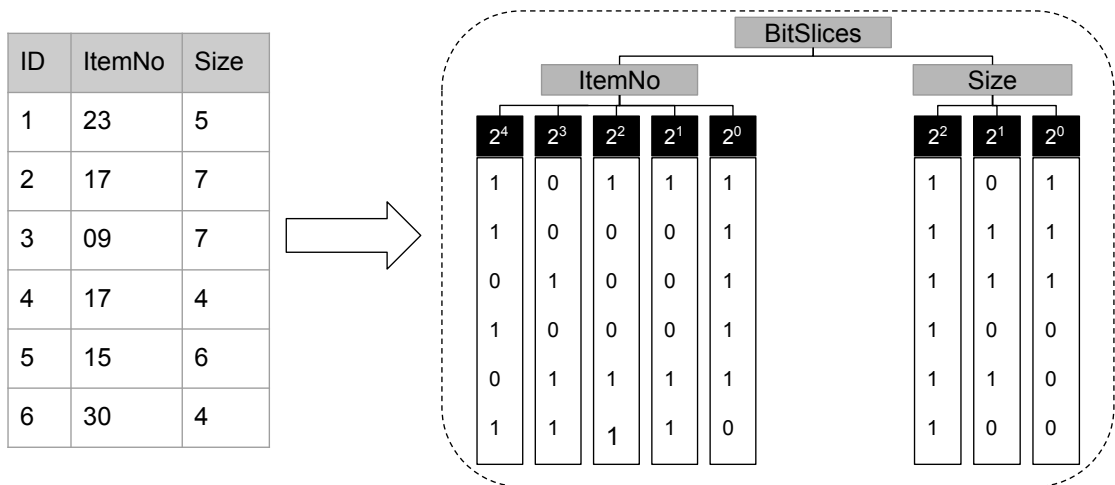 ID ItemNo Size
1 23 5
2 17 7
3 09 7
4 17 4
5 15 6
6 30 4
BitSlices
ItemNo Size
2⁴ 2³ 2² 2¹ 2⁰ 2² 2¹ 2⁰
1 0 1 1 1 1 0 1
1 0 0 0 1 1 1 1
0 1 0 0 1 1 1 1
1 0 0 0 1 1 0 0
0 1 1 1 1 1 1 0
1 1 1 1 0 1 0 0